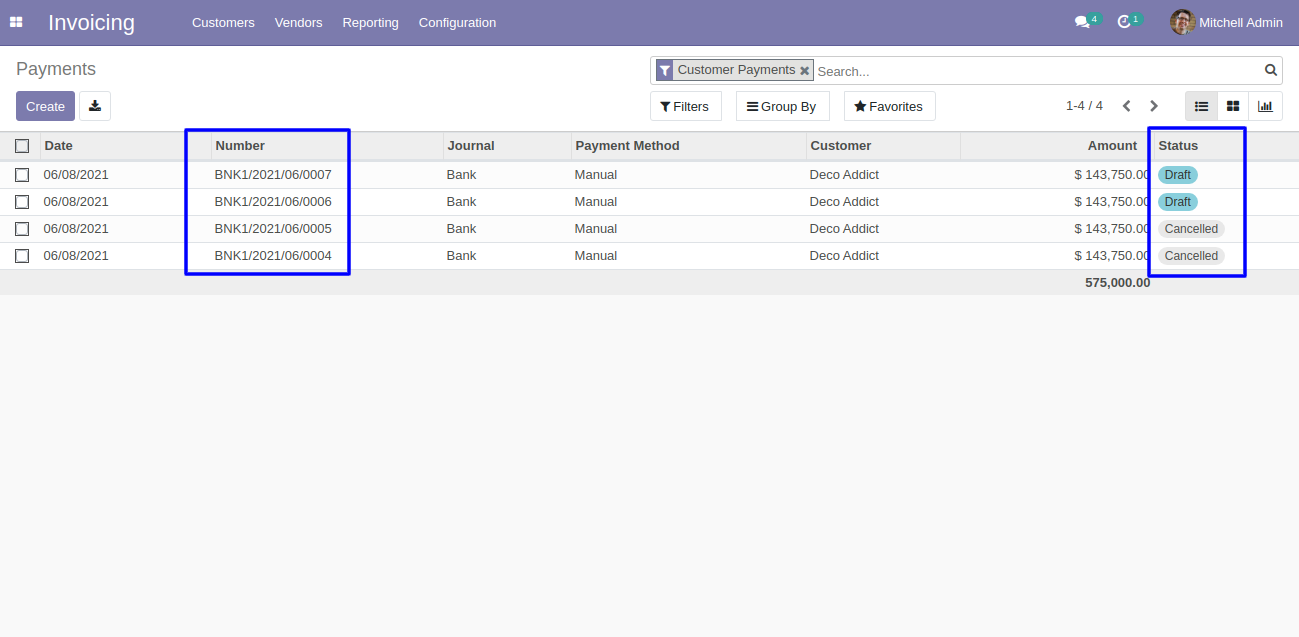 Invoicing Customers Vendors Reporting Configuration 4 1 Mitchell Admin
Payments
Customer Payments Search...
Create Filters Group By Favorites 1-4 / 4
Date Number Journal Payment Method Customer Amount Status
06/08/2021 BNK1/2021/06/0007 Bank Manual Deco Addict $ 143,750.00 Draft
06/08/2021 BNK1/2021/06/0006 Bank Manual Deco Addict $ 143,750.00 Draft
06/08/2021 BNK1/2021/06/0005 Bank Manual Deco Addict $ 143,750.00 Cancelled
06/08/2021 BNK1/2021/06/0004 Bank Manual Deco Addict $ 143,750.00 Cancelled
575,000.00